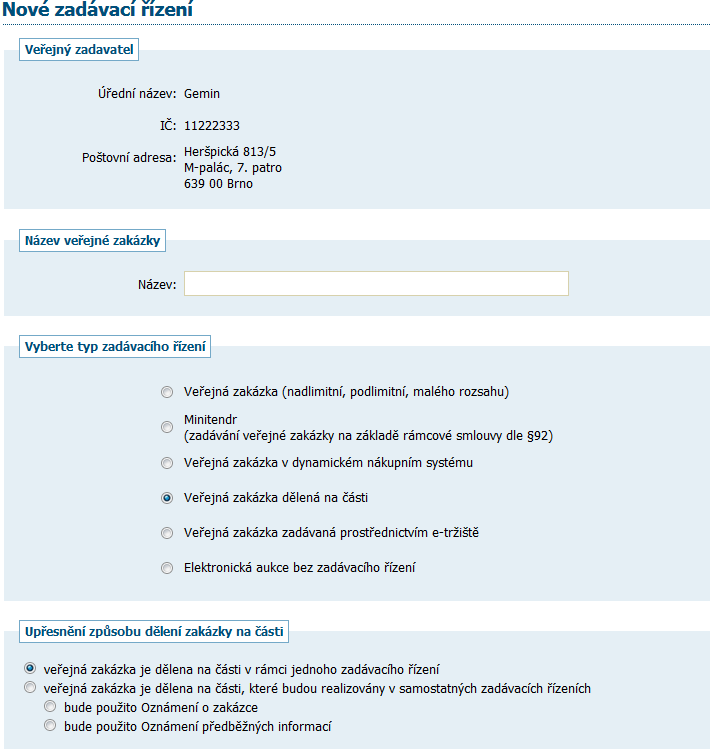 Nové zadávací řízení
Veřejný zadavatel
Úřední název: Gemin
IČ: 11222333
Poštovní adresa: Heršpická 813/5
M-palác, 7. patro
639 00 Brno
Název veřejné zakázky
Název:
Vyberte typ zadávacího řízení
Veřejná zakázka (nadlimitní, podlimitní, malého rozsahu)
Minitendr
(zadávání veřejné zakázky na základě rámcové smlouvy dle §92)
Veřejná zakázka v dynamickém nákupním systému
Veřejná zakázka dělená na části
Veřejná zakázka zadávaná prostřednictvím e-tržiště
Elektronická aukce bez zadávacího řízení
Upřesnění způsobu dělení zakázky na části
veřejná zakázka je dělena na části v rámci jednoho zadávacího řízení
veřejná zakázka je dělena na části, které budou realizovány v samostatných zadávacích řízeních
bude použito Oznámení o zakázce
bude použito Oznámení předběžných informací